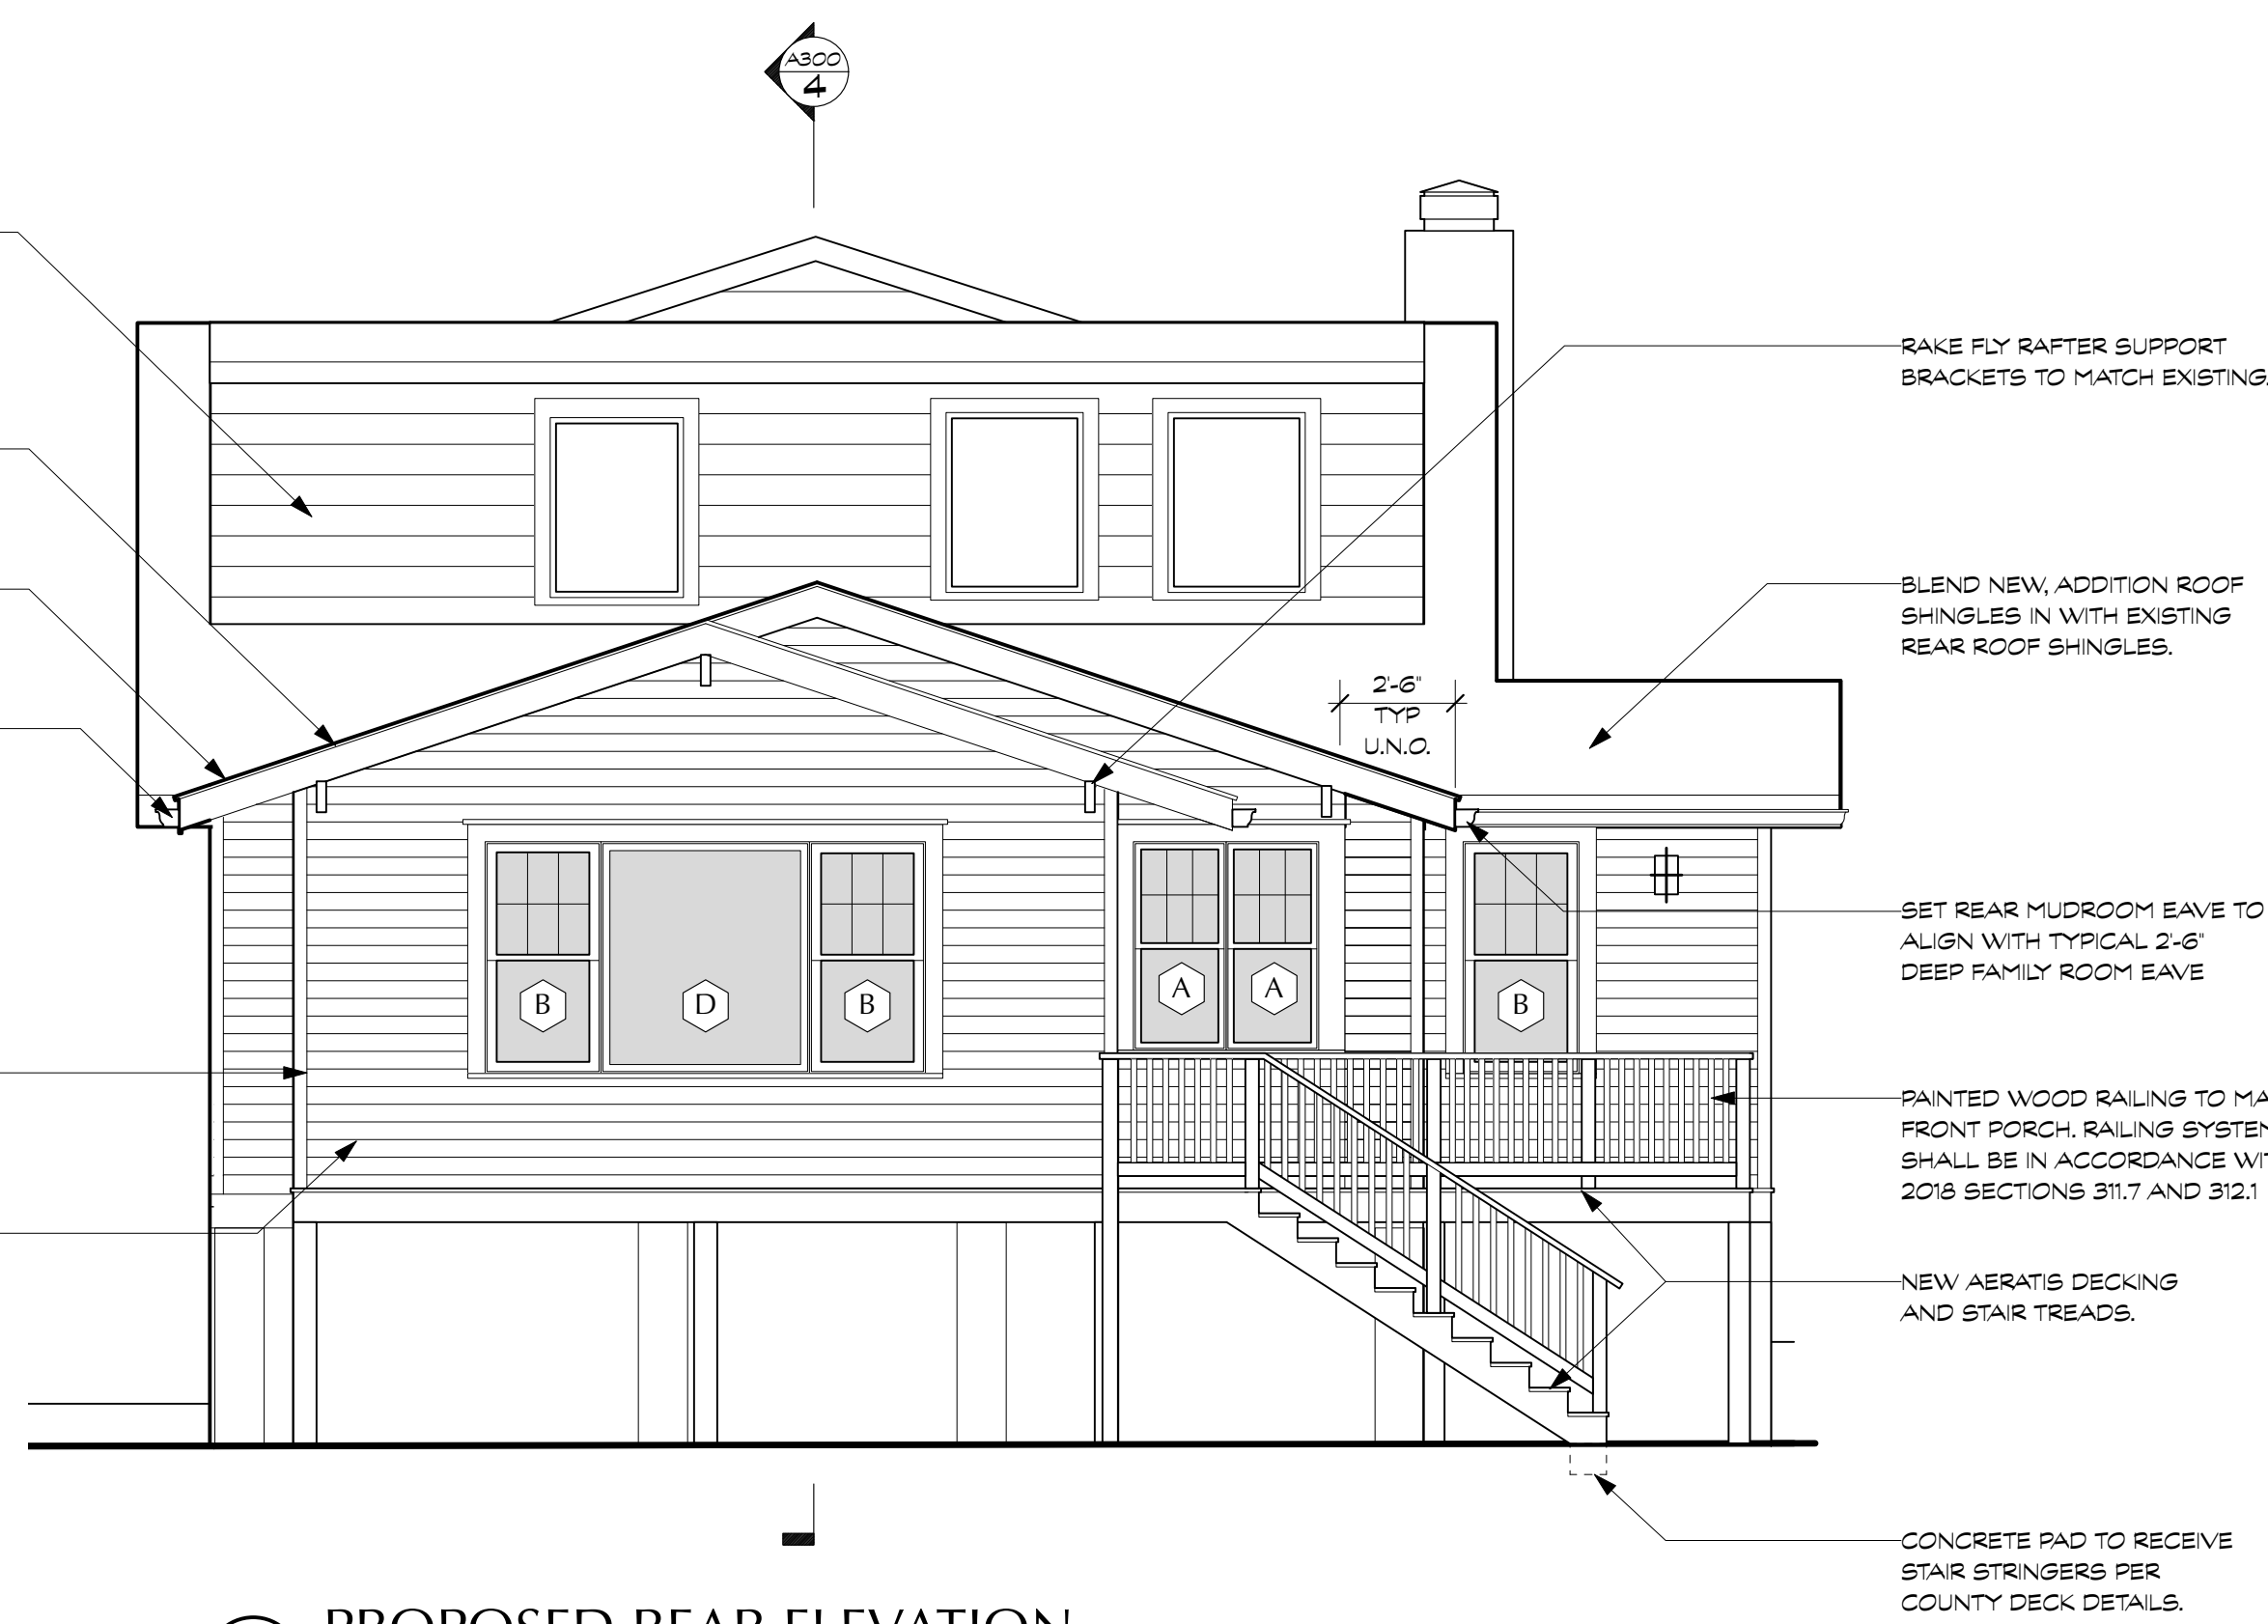 A300
4
RAKE FLY RAFTER SUPPORT
BRACKETS TO MATCH EXISTING.
BLEND NEW, ADDITION ROOF
SHINGLES IN WITH EXISTING
REAR ROOF SHINGLES.
2'-6"
TYP
U.N.O.
SET REAR MUDROOM EAVE TO
ALIGN WITH TYPICAL 2'-6"
DEEP FAMILY ROOM EAVE
B
D
B
A
A
B
PAINTED WOOD RAILING TO
FRONT PORCH. RAILING
SHALL BE IN ACCORDANCE
2018 SECTIONS 311.7 AND 312.1
NEW AERATIS DECKING
AND STAIR TREADS.
CONCRETE PAD TO RECEIVE
STAIR STRINGERS PER
COUNTY DECK DETAILS.
PROPOSED REAR ELEVATION